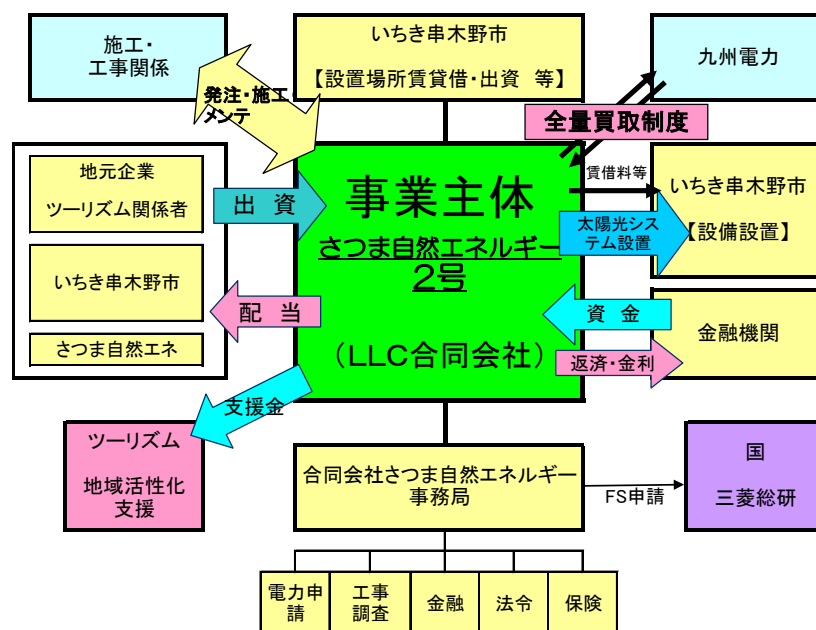 施工・
工事関係
いちき串木野市
【設置場所賃貸借・出資 等】
九州電力
発注・施工
メンテ
全量買取制度
地元企業
ツーリズム関係者
いちき串木野市
さつま自然エネ
出 資
配 当
事業主体
さつま自然エネルギー
2号
（LLC合同会社）
賃借料等
太陽光シス
テム設置
いちき串木野市
【設備設置】
資 金
返済・金利
金融機関
支援金
ツーリズム
地域活性化
支援
合同会社さつま自然エネルギー
事務局
FS申請
国
三菱総研
電力申
請
工事
調査
金融
法令
保険